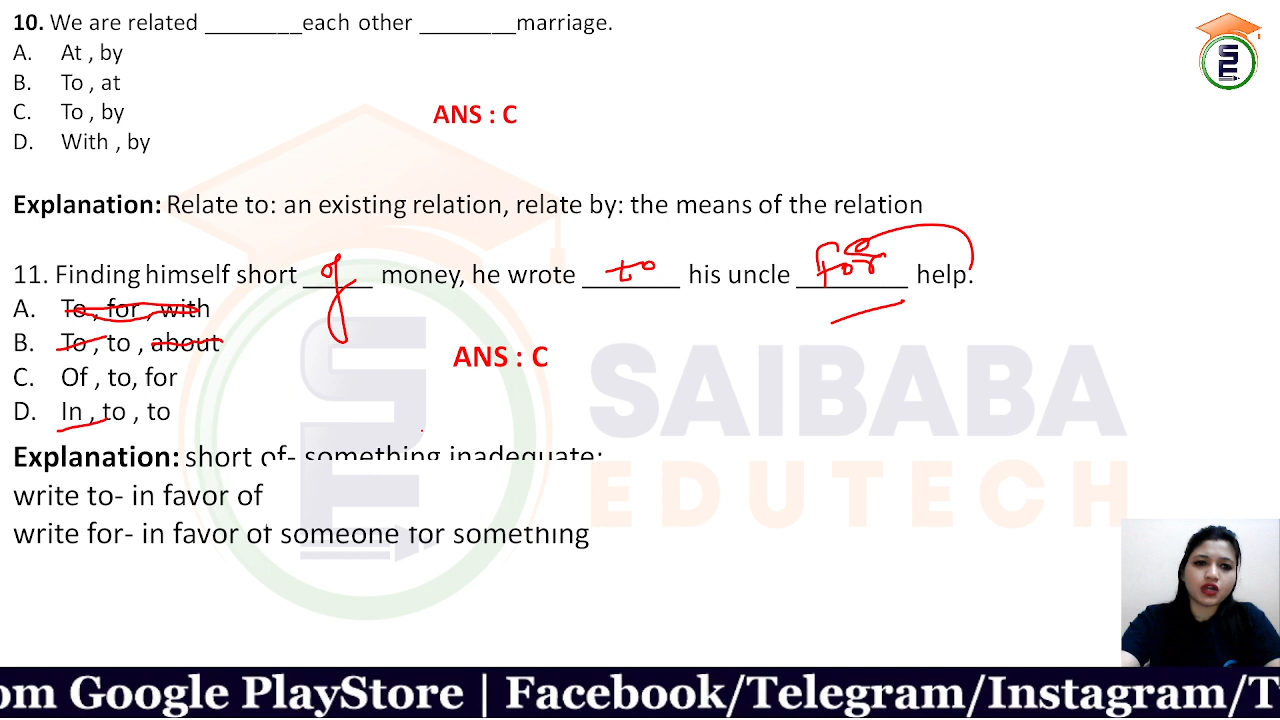 10. We are related ________each other ________marriage.
A. At , by
B. To , at
C. To , by
D. With , by
ANS : C
Explanation: Relate to: an existing relation, relate by: the means of the relation
11. Finding himself short of money, he wrote to his uncle for help.
A. To , for , with
B. To , to , about
C. Of , to, for
D. In , to , to
ANS : C
Explanation: short of- something inadequate;
write to- in favor of
write for- in favor of someone for something
SAIBABA
EDUTECH
om Google PlayStore | Facebook/Telegram/Instagram/T